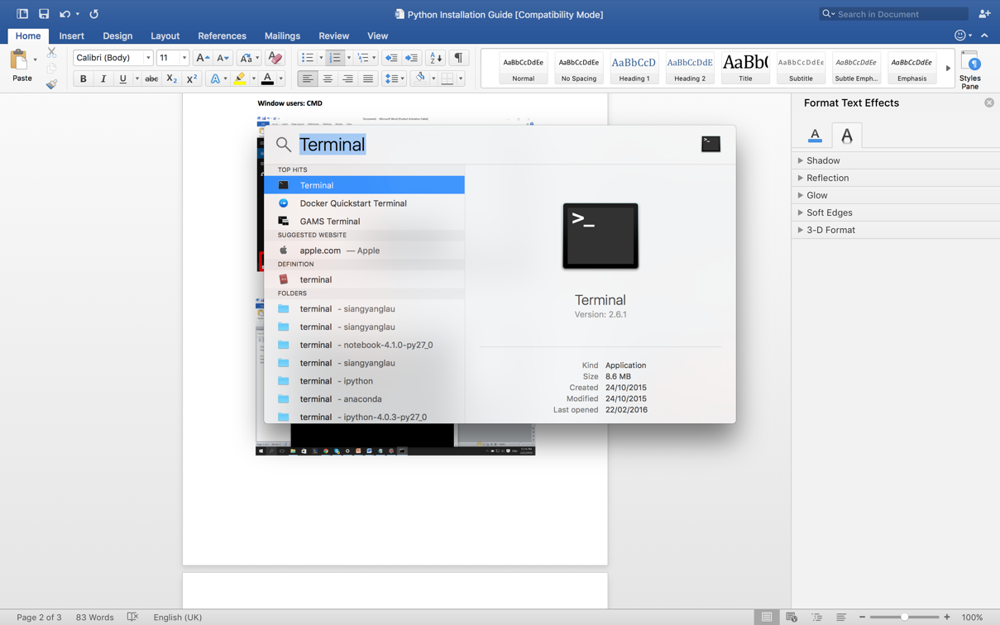 Python Installation Guide [Compatibility Mode]
Search in Document
Home Insert Design Layout References Mailings Review View
Paste
Calibri (Body) 11
AaBbCcDdEe AaBbCcDdEe AaBbCcD AaBbCcDdE AaBb( AaBbCcDdEe AaBbCcDdEe AaBbCcDdEe
Normal No Spacing Heading 1 Heading 2 Title Subtitle Subtle Emph... Emphasis
Styles
Pane
B I U abc X₂ X²
Window users: CMD
Format Text Effects
Shadow
Reflection
Glow
Soft Edges
3-D Format
Terminal
TOP HITS
Terminal
Docker Quickstart Terminal
GAMS Terminal
SUGGESTED WEBSITE
apple.com — Apple
DEFINITION
terminal
FOLDERS
terminal - siangyanglau
terminal - siangyanglau
terminal - notebook-4.1.0-py27_0
terminal - siangyanglau
terminal - ipython
terminal - anaconda
terminal - ipython-4.0.3-py27_0
>_
Terminal
Version: 2.6.1
Kind Application
Size 8.6 MB
Created 24/10/2015
Modified 24/10/2015
Last opened 22/02/2016
Page 2 of 3 83 Words English (UK) 100%